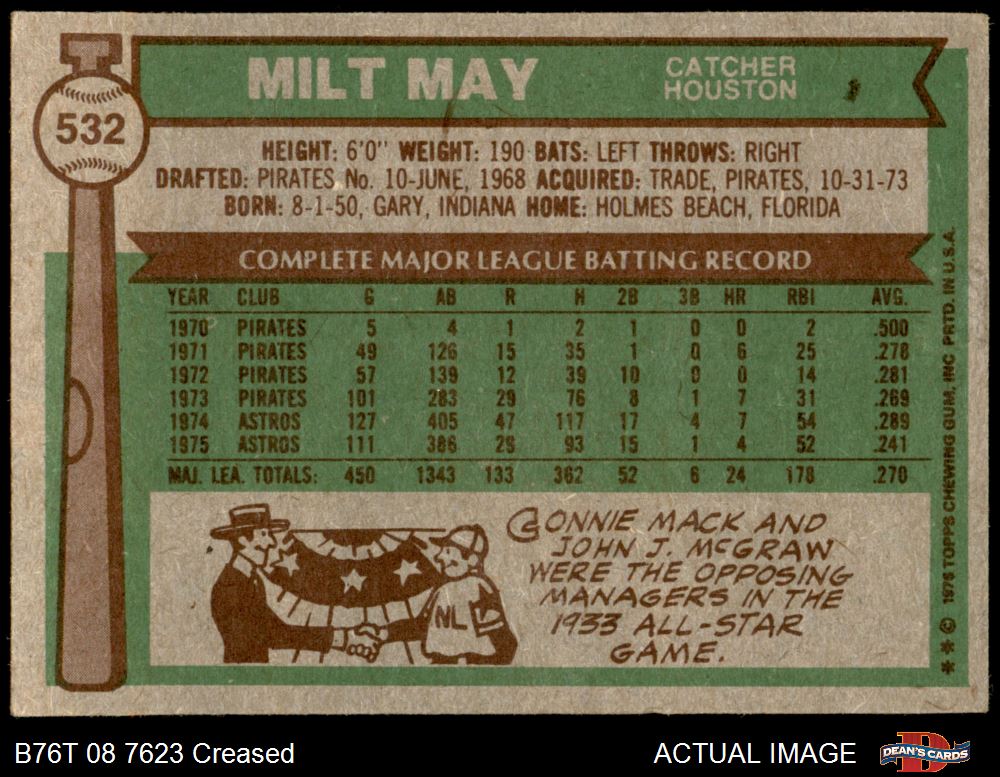 MILT MAY
CATCHER
HOUSTON
532
HEIGHT: 6'0" WEIGHT: 190 BATS: LEFT THROWS: RIGHT
DRAFTED: PIRATES No. 10-JUNE, 1968 ACQUIRED: TRADE, PIRATES, 10-31-73
BORN: 8-1-50, GARY, INDIANA HOME: HOLMES BEACH, FLORIDA
COMPLETE MAJOR LEAGUE BATTING RECORD
YEAR CLUB G AB R H 2B 3B HR RBI AVG.
1970 PIRATES 5 4 1 2 1 0 0 2 .500
1971 PIRATES 49 126 15 35 1 0 6 25 .278
1972 PIRATES 57 139 12 39 10 0 0 14 .281
1973 PIRATES 101 283 29 76 8 1 7 31 .269
1974 ASTROS 127 405 47 117 17 4 7 54 .289
1975 ASTROS 111 386 29 93 15 1 4 52 .241
MAJ. LEA. TOTALS: 450 1343 133 362 52 6 24 178 .270
CONNIE MACK AND
JOHN J. McGRAW
WERE THE OPPOSING
MANAGERS IN THE
1933 ALL-STAR
GAME.
NL
** © 1976 TOPPS CHEWING GUM, INC PRTD. IN U.S.A.
B76T 08 7623 Creased
ACTUAL IMAGE
DEAN'S CARDS